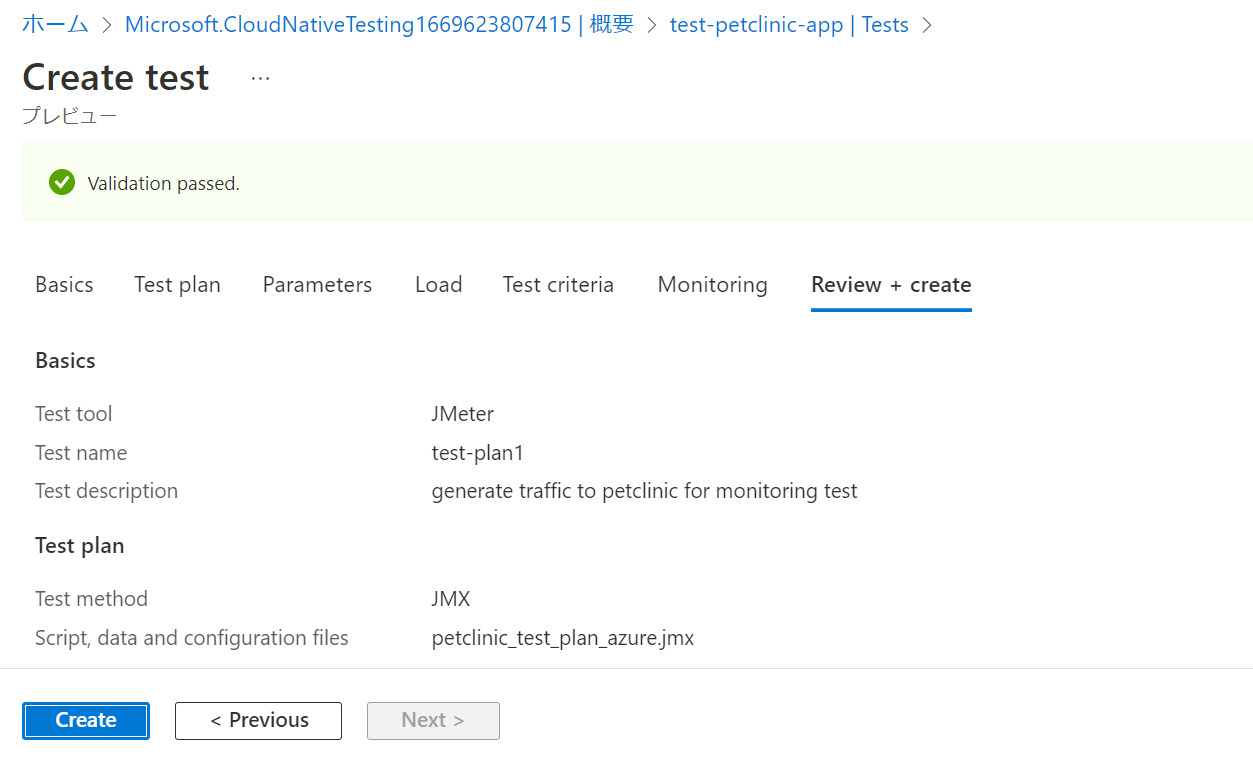 ホーム > Microsoft.CloudNativeTesting1669623807415 | 概要 > test-petclinic-app | Tests >
Create test ...
プレビュー
Validation passed.
Basics Test plan Parameters Load Test criteria Monitoring Review + create
Basics
Test tool JMeter
Test name test-plan1
Test description generate traffic to petclinic for monitoring test
Test plan
Test method JMX
Script, data and configuration files petclinic_test_plan_azure.jmx
Create < Previous Next >